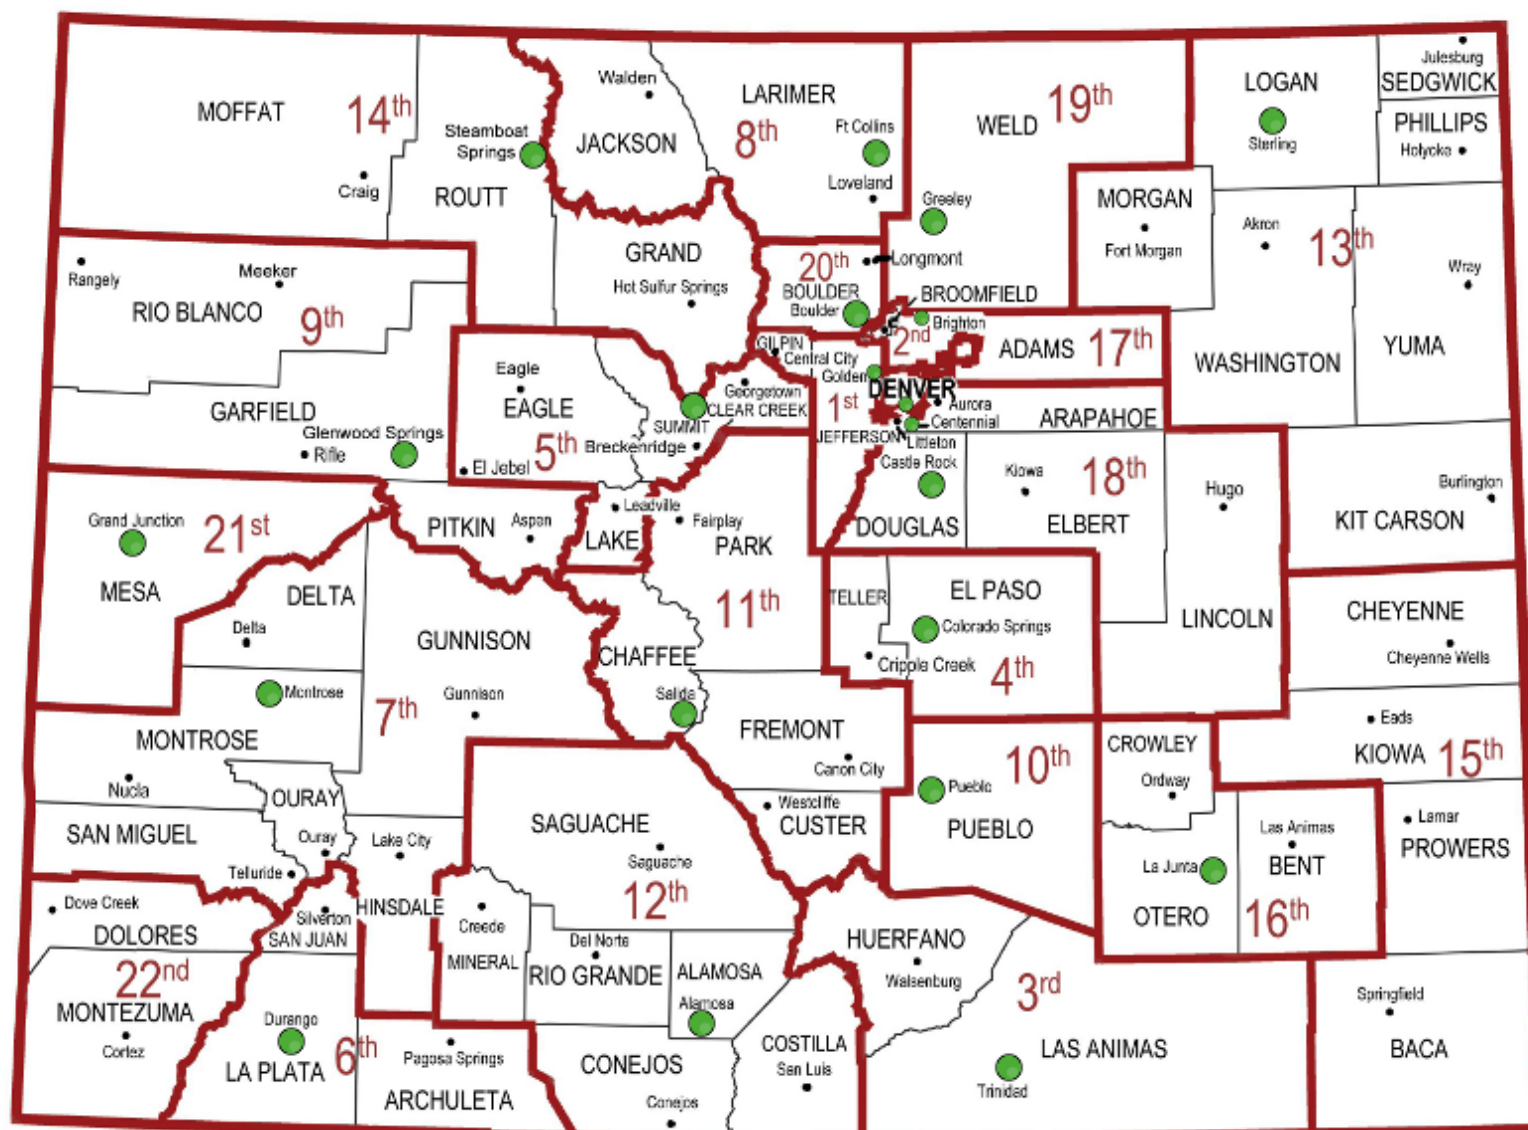 Julesburg
LOGAN
SEDGWICK
Walden
LARIMER
19th
MOFFAT
14th
WELD
PHILLIPS
Steamboat
Springs
JACKSON
8th
Ft Collins
Sterling
Holyoke
Craig
ROUTT
Loveland
Greeley
MORGAN
Akron
Fort Morgan
13th
GRAND
Wray
Rangely
Meeker
20th
Longmont
RIO BLANCO
9th
Hot Sulfur Springs
BOULDER
Boulder
BROOMFIELD
Brighton
2nd
GILPIN
Central City
ADAMS
17th
WASHINGTON
YUMA
Eagle
Golden
Georgetown
DENVER
EAGLE
CLEAR CREEK
1st
Aurora
ARAPAHOE
GARFIELD
SUMMIT
Centennial
Glenwood Springs
5th
Breckenridge
JEFFERSON
Littleton
Rifle
El Jebel
Castle Rock
Kiowa
18th
Hugo
Burlington
Grand Junction
21st
PITKIN
Aspen
Leadville
Fairplay
LAKE
PARK
DOUGLAS
ELBERT
KIT CARSON
MESA
DELTA
11th
TELLER
EL PASO
CHEYENNE
Delta
GUNNISON
Colorado Springs
LINCOLN
CHAFFEE
Cripple Creek
4th
Cheyenne Wells
Montrose
7th
Gunnison
Salida
MONTROSE
FREMONT
Eads
CROWLEY
KIOWA
15th
Nucla
Canon City
10th
Ordway
OURAY
Pueblo
SAN MIGUEL
Ouray
Lake City
SAGUACHE
Westcliffe
CUSTER
PUEBLO
Las Animas
Lamar
Telluride
Saguache
La Junta
BENT
PROWERS
Dove Creek
Silverton
HINSDALE
Creede
12th
OTERO
16th
DOLORES
SAN JUAN
Del Norte
HUERFANO
22nd
MINERAL
RIO GRANDE
ALAMOSA
Walsenburg
3rd
MONTEZUMA
Alamosa
Springfield
Durango
Cortez
6th
Pagosa Springs
CONEJOS
COSTILLA
San Luis
LAS ANIMAS
BACA
LA PLATA
ARCHULETA
Conejos
Trinidad